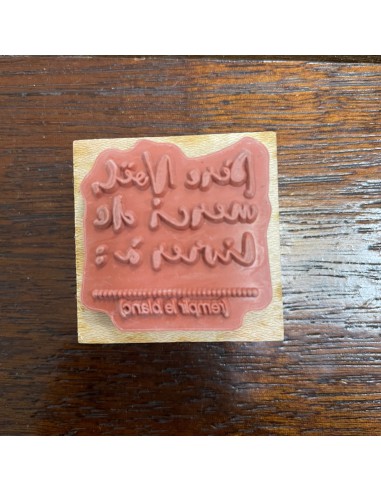 Père Noël,
merci de
livrer à :
(remplir le blanc)